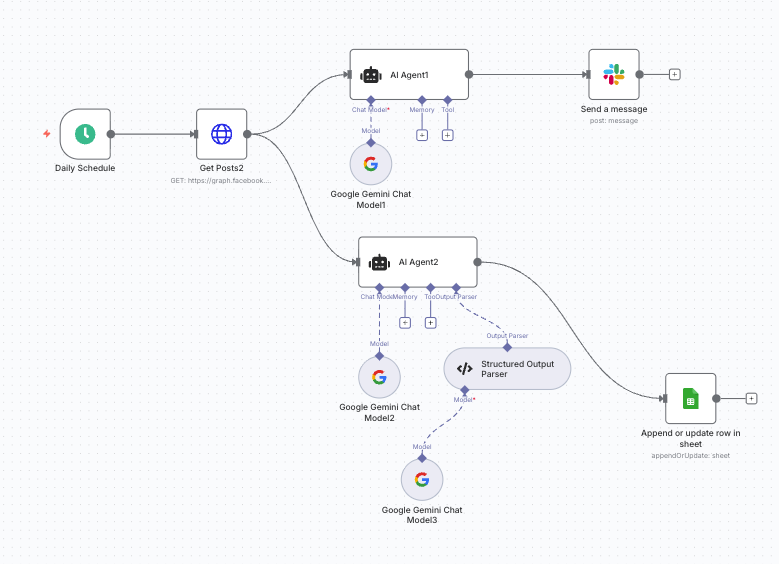 AI Agent1
Chat Model*
Memory
Tool
Model
Google Gemini Chat
Model1
Send a message
post: message
Daily Schedule
Get Posts2
GET: https://graph.facebook....
AI Agent2
Chat Mode
Memory
Too
Output Parser
Model
Google Gemini Chat
Model2
Output Parser
Structured Output
Parser
Model*
Model
Google Gemini Chat
Model3
Append or update row in
sheet
appendOrUpdate: sheet